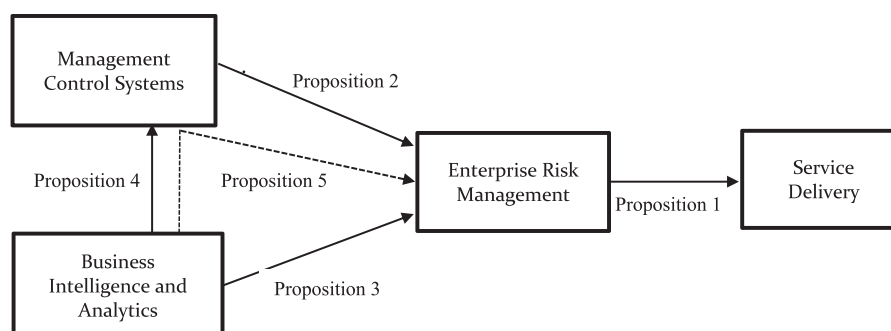 Management
Control Systems
Proposition 2
Enterprise Risk
Management
Service
Delivery
Proposition 4
Proposition 5
Proposition 1
Business
Intelligence and
Analytics
Proposition 3